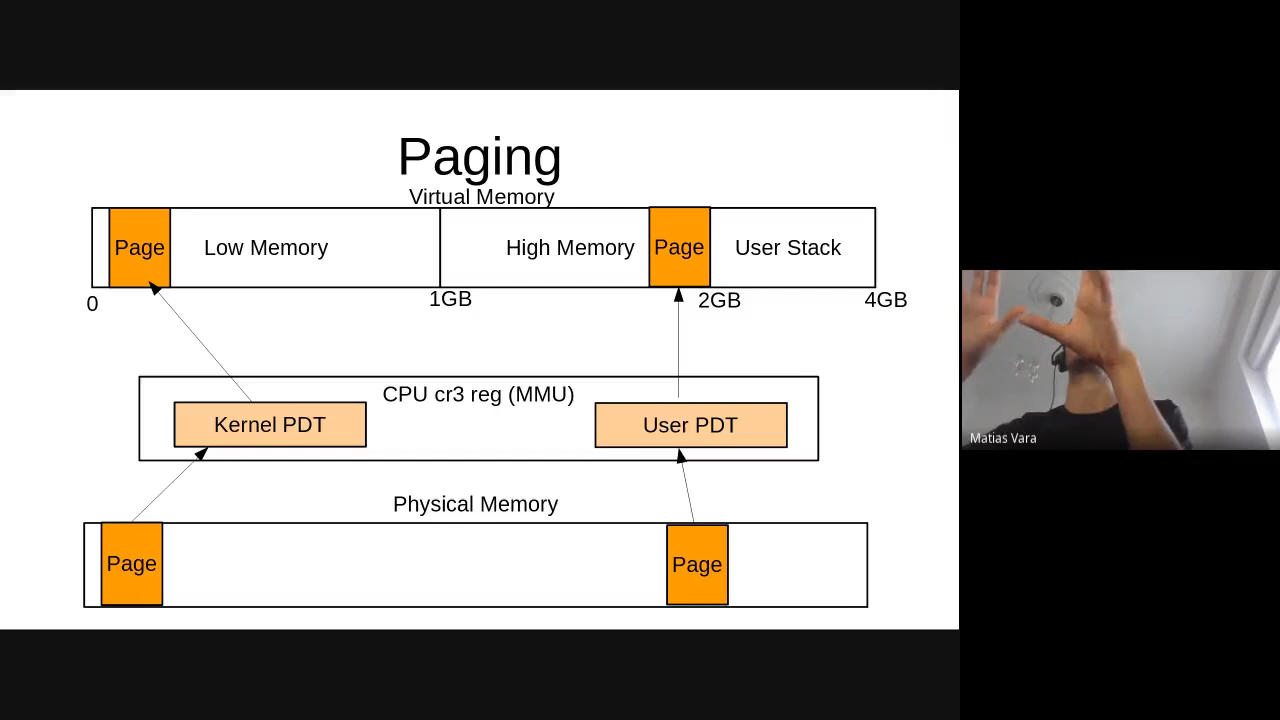 Paging
Virtual Memory
Page
Low Memory
High Memory
Page
User Stack
0
1GB
2GB
4GB
CPU cr3 reg (MMU)
Kernel PDT
User PDT
Physical Memory
Page
Page
Matias Vara